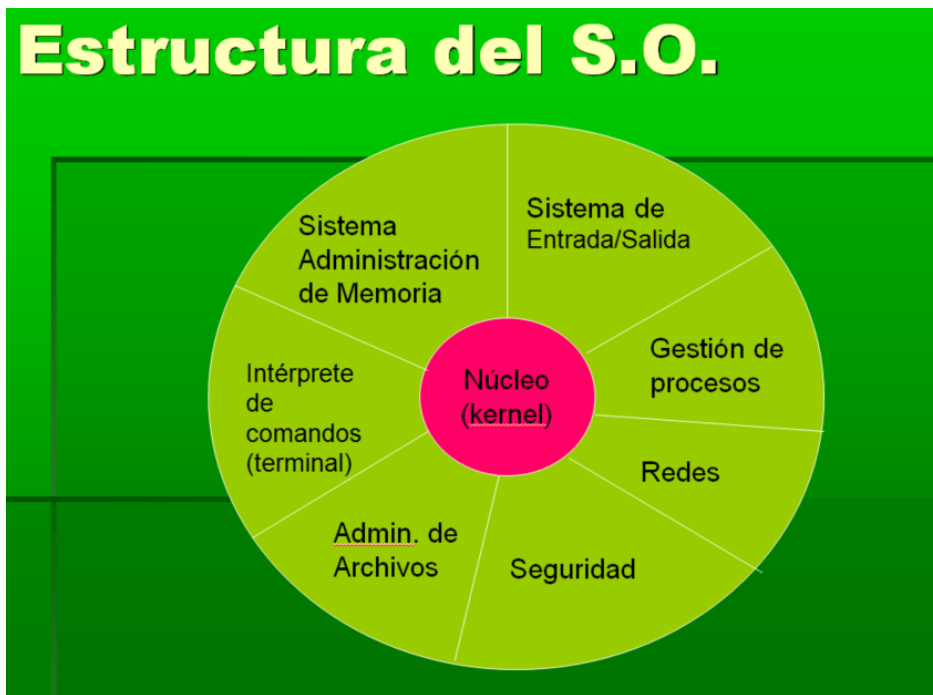 Estructura del S.O.
Sistema
Administración
de Memoria
Sistema de
Entrada/Salida
Gestión de
procesos
Redes
Seguridad
Admin. de
Archivos
Intérprete
de
comandos
(terminal)
Núcleo
(kernel)